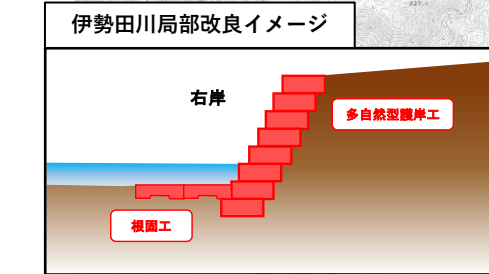 伊勢田川局部改良イメージ
右岸
多自然型護岸工
根固工